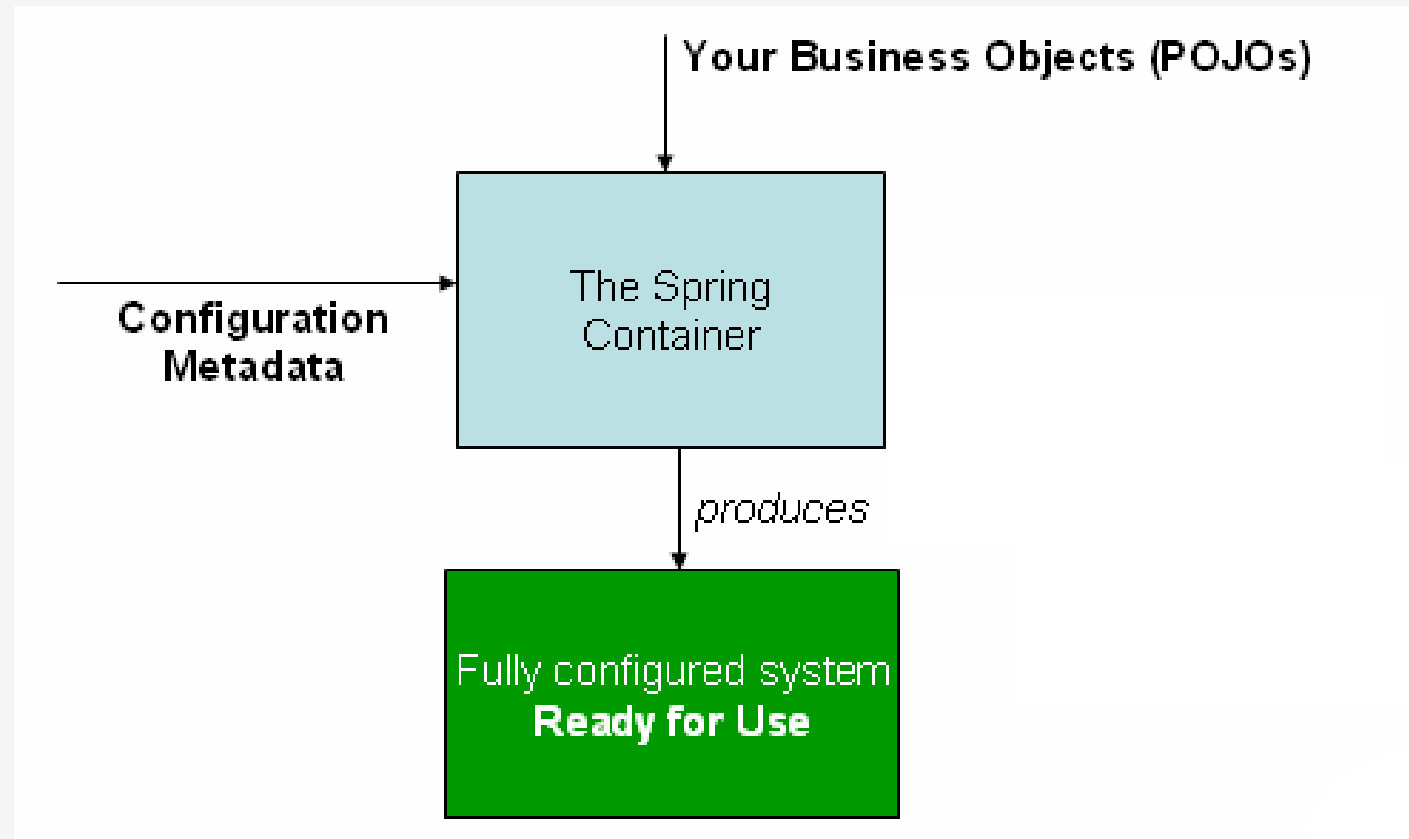 Your Business Objects (POJOs)
The Spring
Container
Configuration
Metadata
produces
Fully configured system
Ready for Use